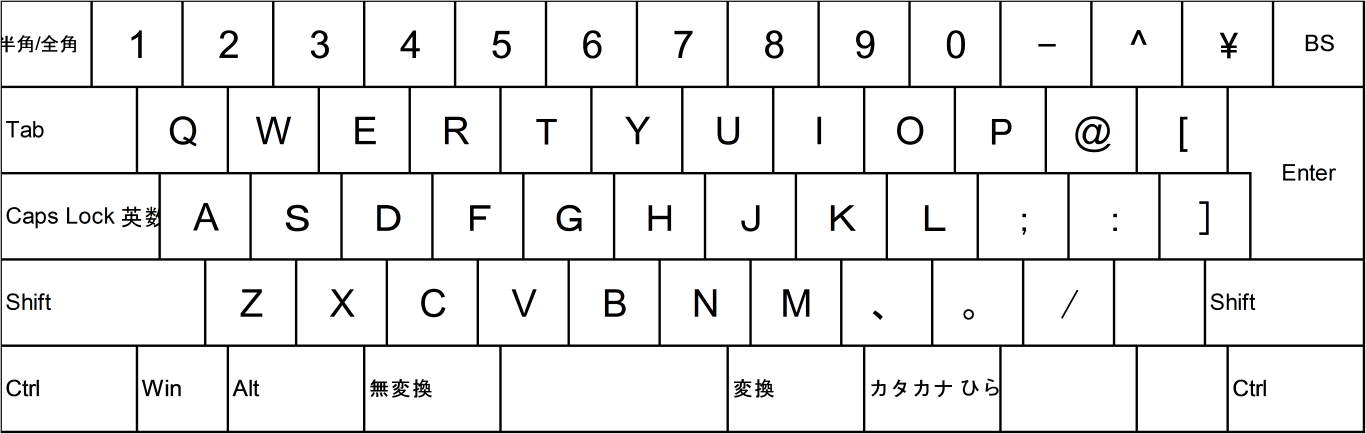 半角/全角 1 2 3 4 5 6 7 8 9 0 - ^ ¥ BS
Tab Q W E R T Y U I O P @ [ Enter
Caps Lock 英数 A S D F G H J K L ; : ]
Shift Z X C V B N M 、 。 / Shift
Ctrl Win Alt 無変換 変換 カタカナ ひら Ctrl